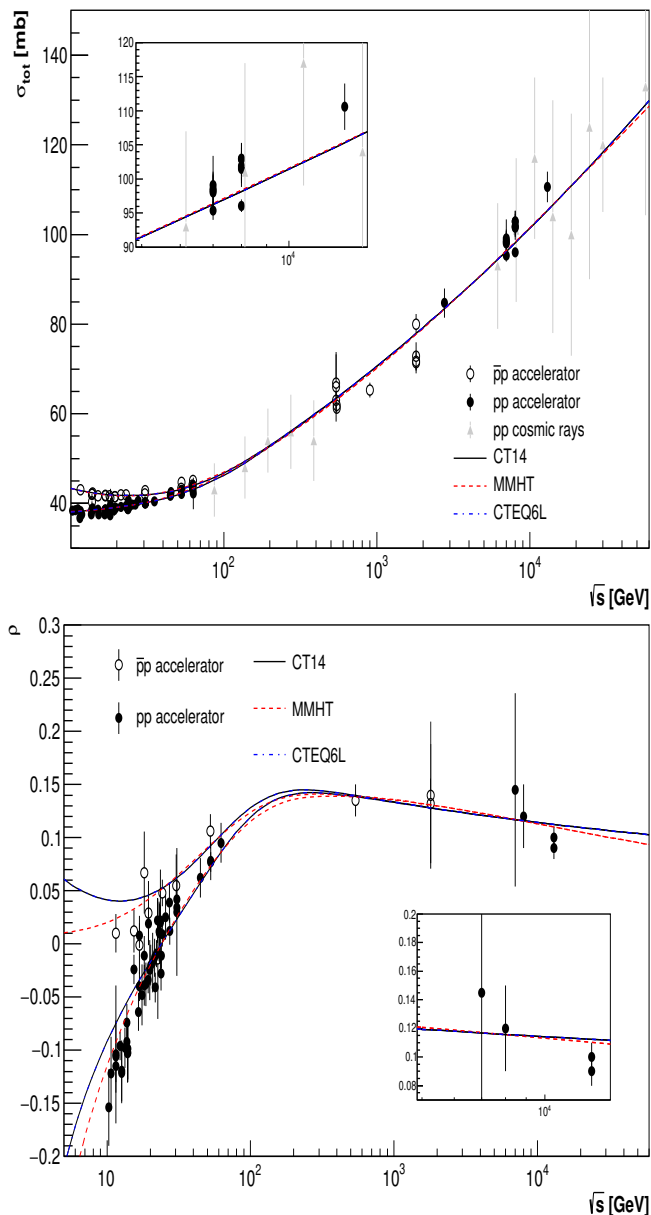 σtot [mb]
140
120
100
80
60
40
120
115
110
105
100
95
90
10⁴
p̅p accelerator
pp accelerator
pp cosmic rays
CT14
MMHT
CTEQ6L
10² 10³ 10⁴
√s [GeV]
ρ
0.3
0.25
0.2
0.15
0.1
0.05
0
−0.05
−0.1
−0.15
−0.2
p̅p accelerator
pp accelerator
CT14
MMHT
CTEQ6L
0.2
0.18
0.16
0.14
0.12
0.1
0.08
10⁴
10 10² 10³ 10⁴
√s [GeV]